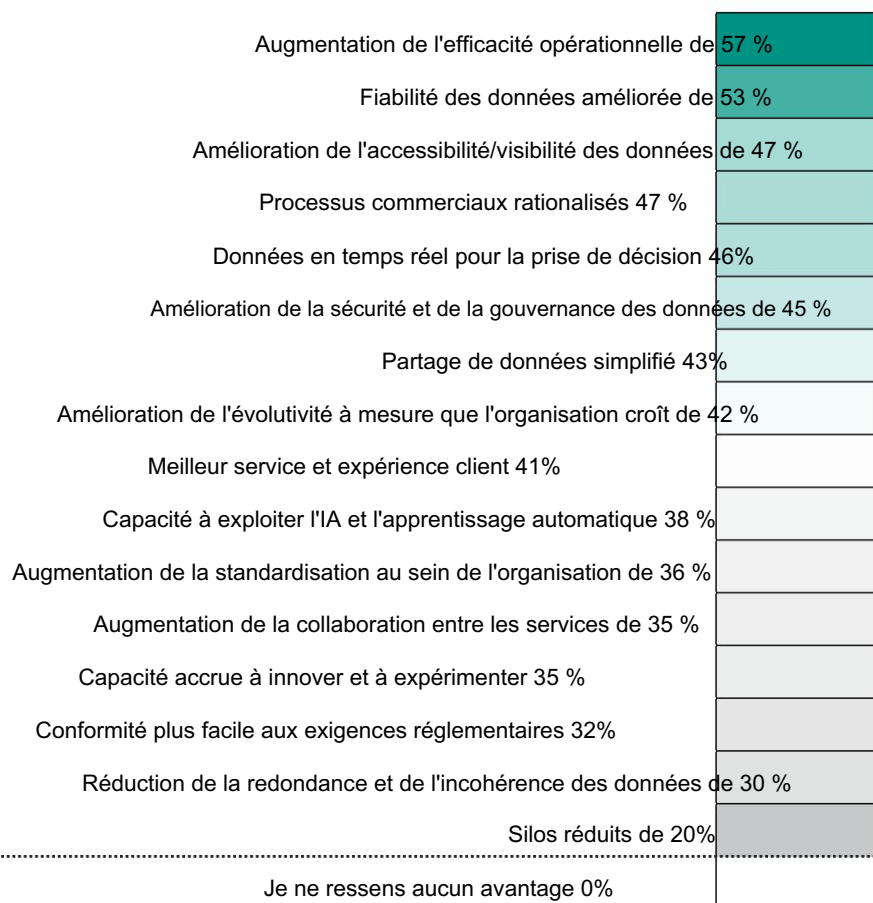 Augmentation de l'efficacité opérationnelle de 57 %
Fiabilité des données améliorée de 53 %
Amélioration de l'accessibilité/visibilité des données de 47 %
Processus commerciaux rationalisés 47 %
Données en temps réel pour la prise de décision 46%
Amélioration de la sécurité et de la gouvernance des données de 45 %
Partage de données simplifié 43%
Amélioration de l'évolutivité à mesure que l'organisation croît de 42 %
Meilleur service et expérience client 41%
Capacité à exploiter l'IA et l'apprentissage automatique 38 %
Augmentation de la standardisation au sein de l'organisation de 36 %
Augmentation de la collaboration entre les services de 35 %
Capacité accrue à innover et à expérimenter 35 %
Conformité plus facile aux exigences réglementaires 32%
Réduction de la redondance et de l'incohérence des données de 30 %
Silos réduits de 20%
Je ne ressens aucun avantage 0%